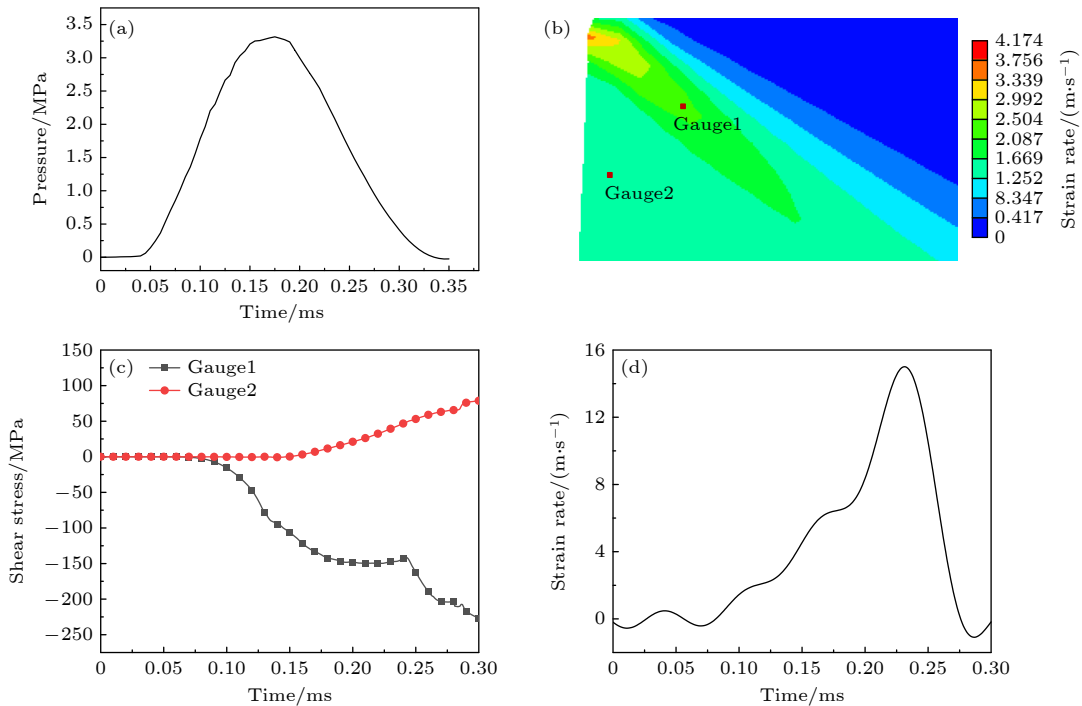 (a)
3.5
3.0
2.5
2.0
1.5
1.0
0.5
0
Pressure/MPa
0 0.05 0.10 0.15 0.20 0.25 0.30 0.35
Time/ms
(b)
Gauge1
Gauge2
4.174
3.756
3.339
2.992
2.504
2.087
1.669
1.252
8.347
0.417
0
Strain rate/(m·s⁻¹)
(c)
Gauge1
Gauge2
150
100
50
0
−50
−100
−150
−200
−250
Shear stress/MPa
0 0.05 0.10 0.15 0.20 0.25 0.30
Time/ms
(d)
16
12
8
4
0
Strain rate/(m·s⁻¹)
0 0.05 0.10 0.15 0.20 0.25 0.30
Time/ms